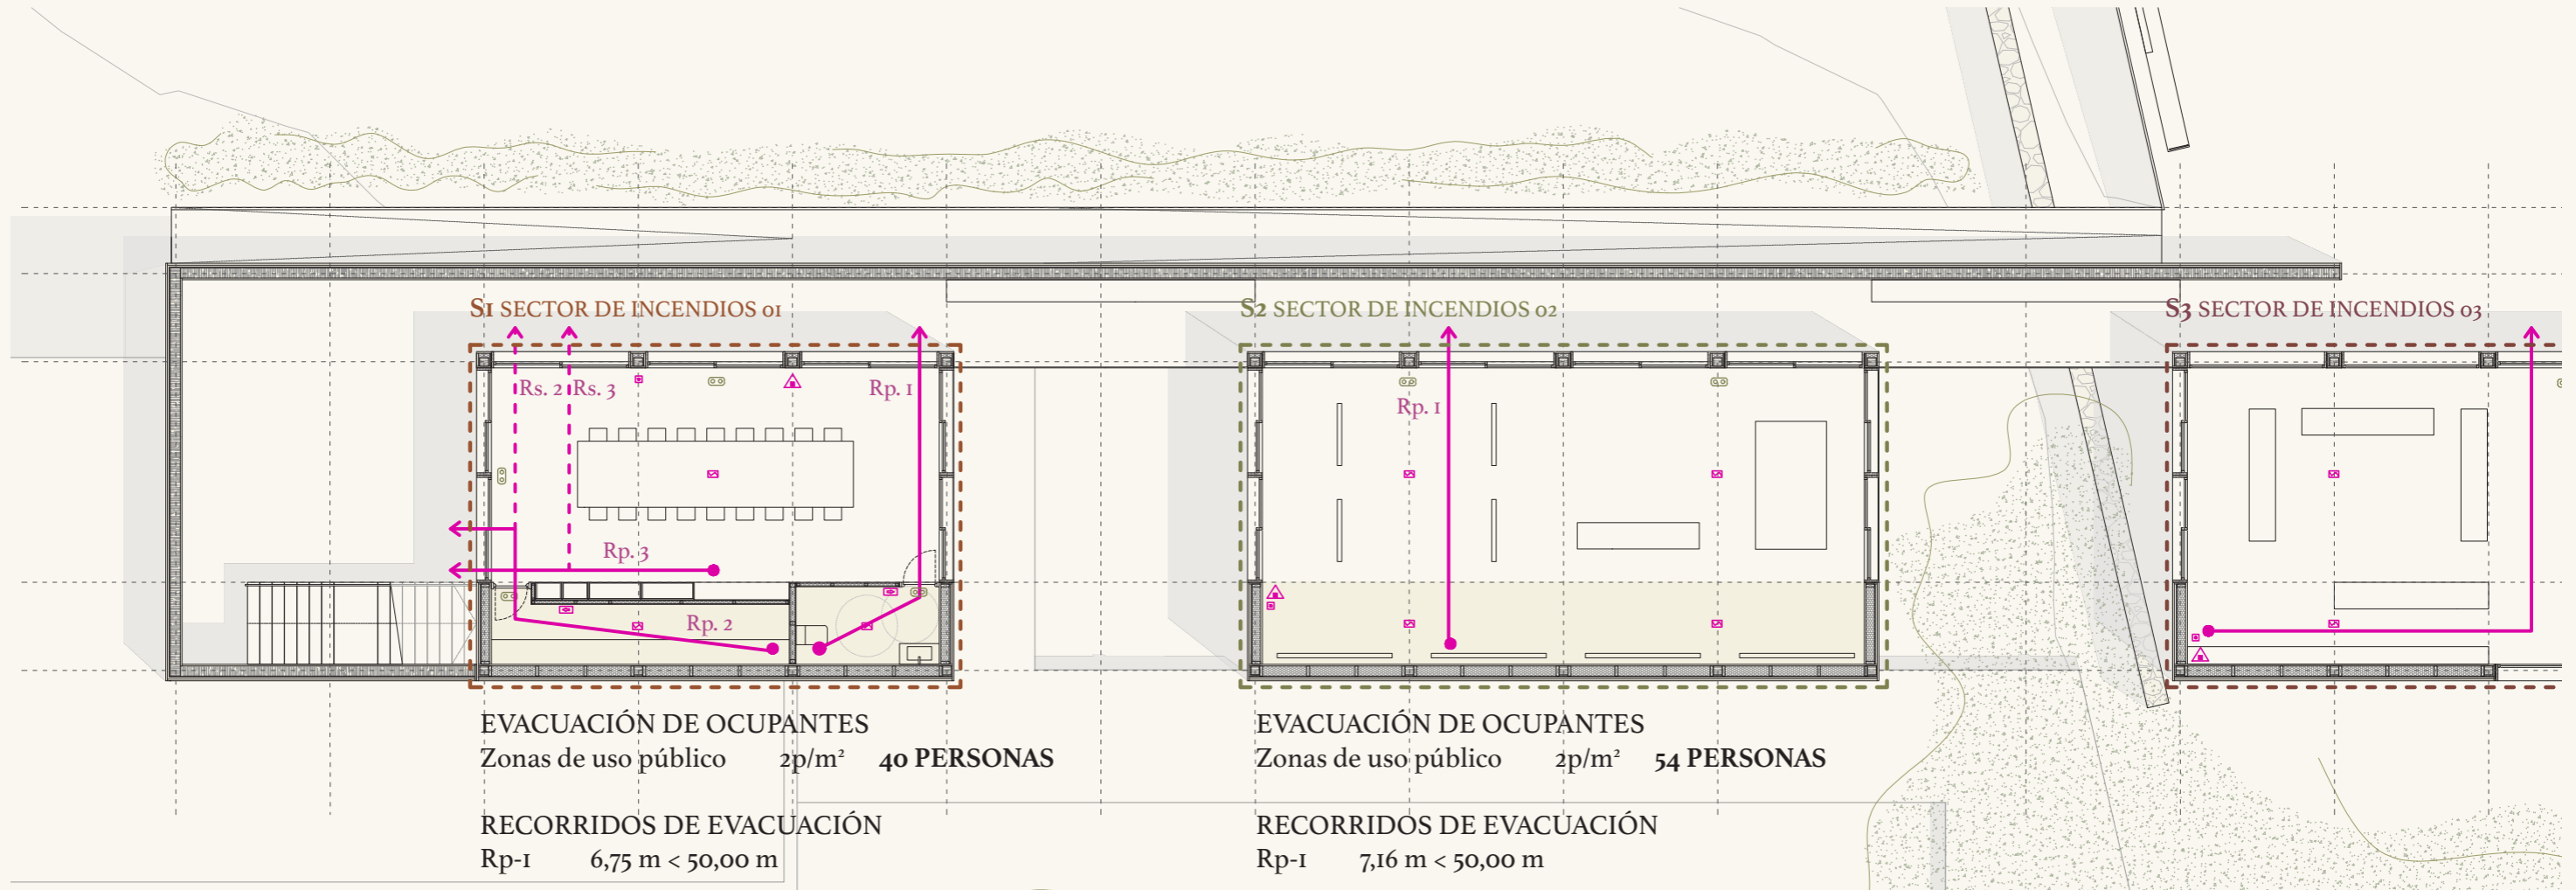 S1 SECTOR DE INCENDIOS 01
S2 SECTOR DE INCENDIOS 02
S3 SECTOR DE INCENDIOS 03
Rs. 2
Rs. 3
Rp. 1
Rp. 1
Rp. 3
Rp. 2
EVACUACIÓN DE OCUPANTES
Zonas de uso público 2p/m² 40 PERSONAS
RECORRIDOS DE EVACUACIÓN
Rp-1 6,75 m < 50,00 m
EVACUACIÓN DE OCUPANTES
Zonas de uso público 2p/m² 54 PERSONAS
RECORRIDOS DE EVACUACIÓN
Rp-1 7,16 m < 50,00 m